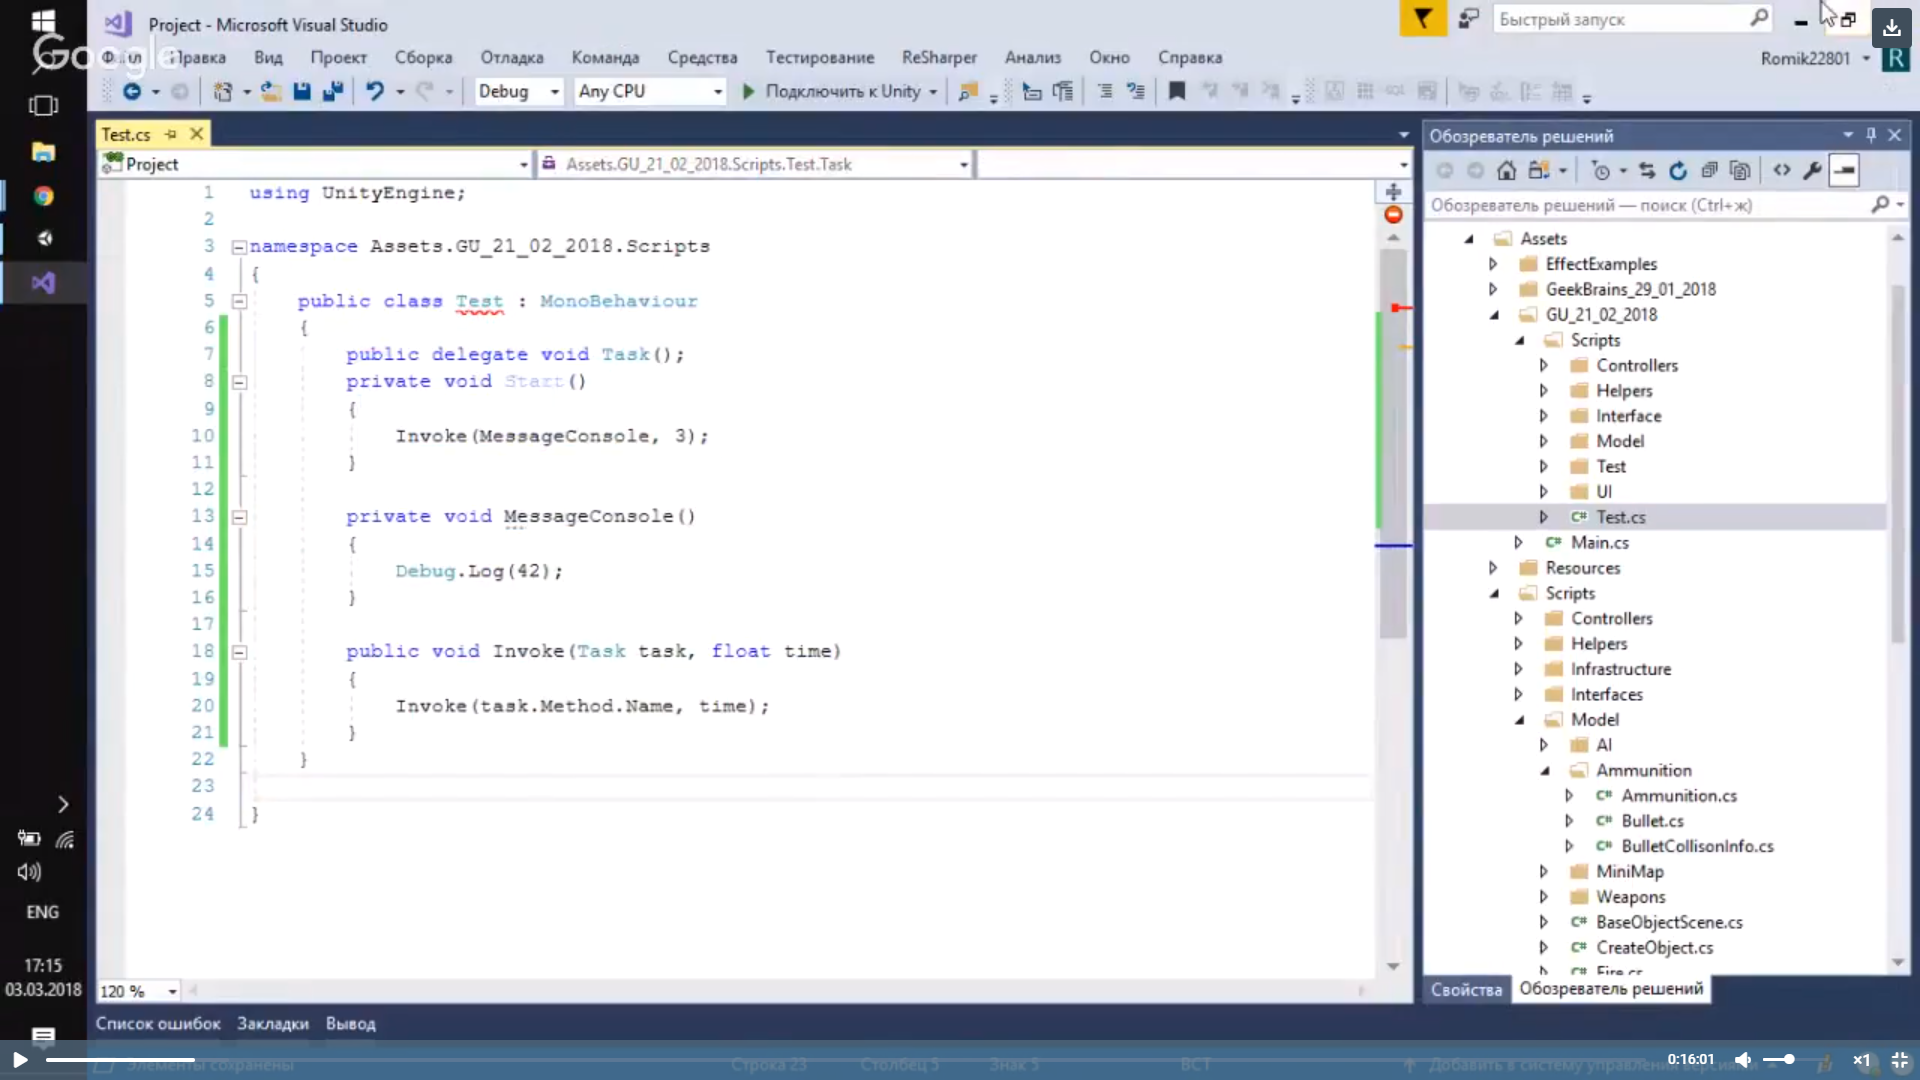 Project - Microsoft Visual Studio
Быстрый запуск
Google
Файл Правка Вид Проект Сборка Отладка Команда Средства Тестирование ReSharper Анализ Окно Справка
Romik22801 R
Debug Any CPU Подключить к Unity
Test.cs
Project Assets.GU_21_02_2018.Scripts.Test.Task
1 using UnityEngine;
2
3 namespace Assets.GU_21_02_2018.Scripts
4 {
5 public class Test : MonoBehaviour
6 {
7 public delegate void Task();
8 private void Start()
9 {
10 Invoke(MessageConsole, 3);
11 }
12
13 private void MessageConsole()
14 {
15 Debug.Log(42);
16 }
17
18 public void Invoke(Task task, float time)
19 {
20 Invoke(task.Method.Name, time);
21 }
22 }
23
24 }
120 %
Обозреватель решений
Обозреватель решений — поиск (Ctrl+ж)
Assets
EffectExamples
GeekBrains_29_01_2018
GU_21_02_2018
Scripts
Controllers
Helpers
Interface
Model
Test
UI
C# Test.cs
C# Main.cs
Resources
Scripts
Controllers
Helpers
Infrastructure
Interfaces
Model
AI
Ammunition
C# Ammunition.cs
C# Bullet.cs
C# BulletCollisonInfo.cs
MiniMap
Weapons
C# BaseObjectScene.cs
C# CreateObject.cs
C# Fire.cs
Свойства Обозреватель решений
Список ошибок Закладки Вывод
Элементы сохранены Строка 23 Столбец 5 Знак 5 ВСТ Добавить в систему управления версиями
ENG
17:15
03.03.2018
0:16:01 ×1